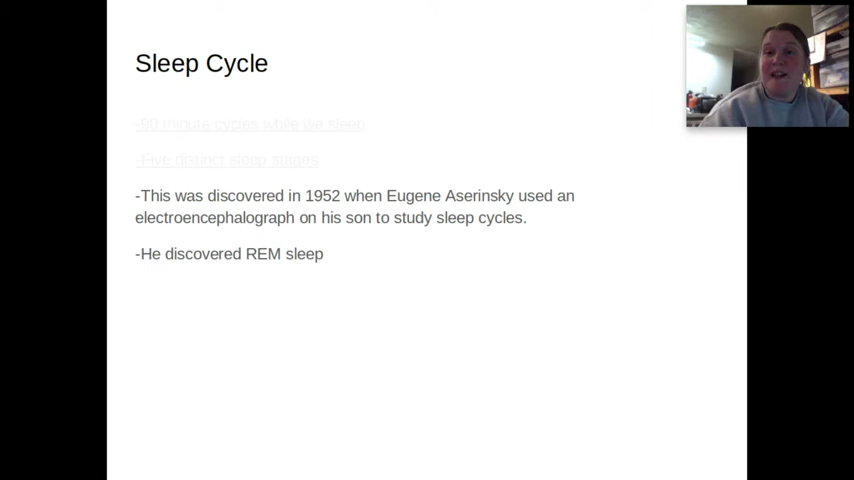 Sleep Cycle
-90 minute cycles while we sleep
-Five distinct sleep stages
-This was discovered in 1952 when Eugene Aserinsky used an
electroencephalograph on his son to study sleep cycles.
-He discovered REM sleep